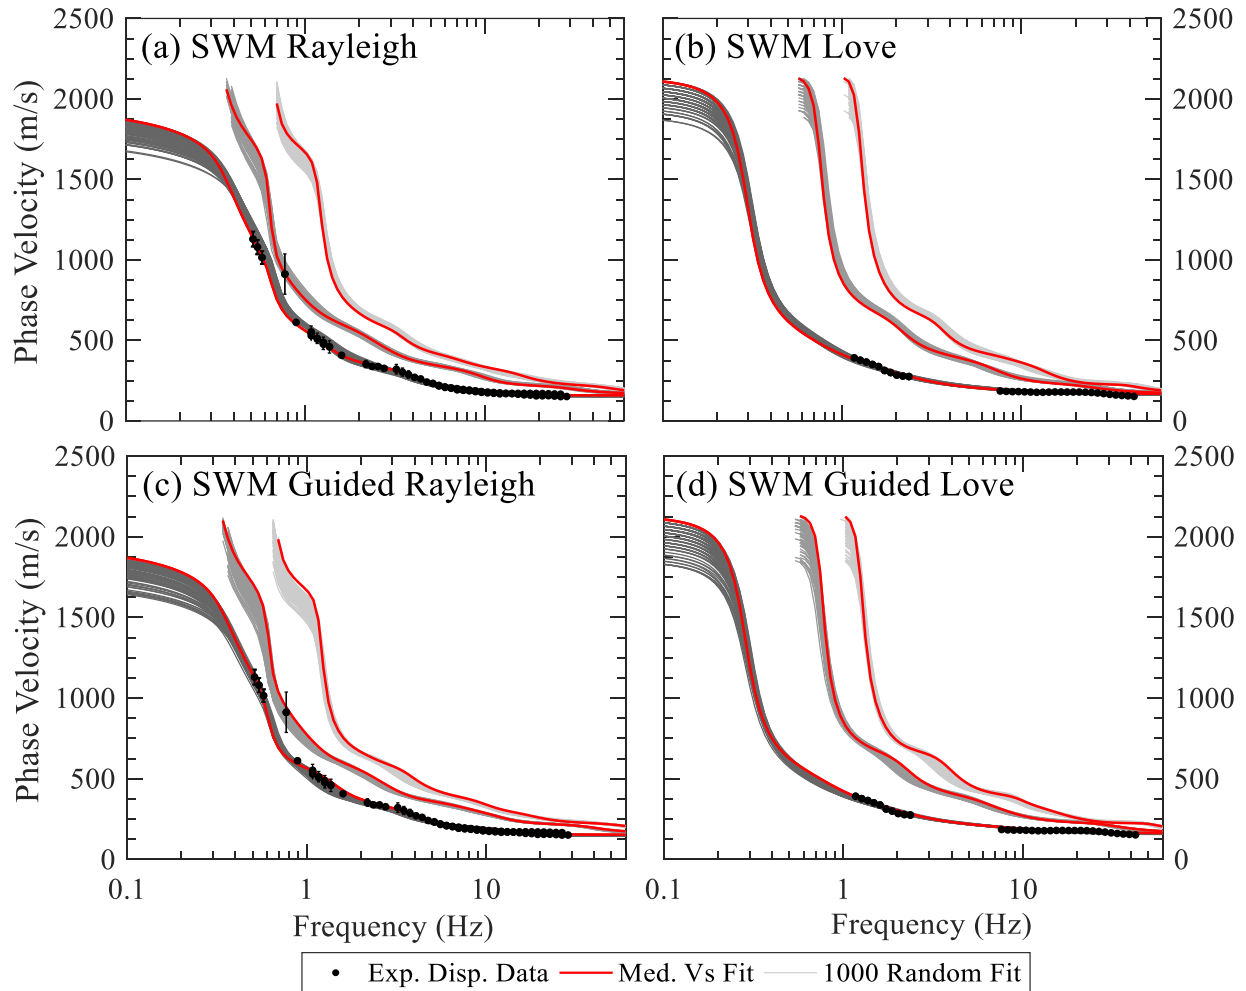 (a) SWM Rayleigh
(b) SWM Love
2500
2000
1500
1000
500
0
Phase Velocity (m/s)
2500
2000
1500
1000
500
0
(c) SWM Guided Rayleigh
(d) SWM Guided Love
2500
2000
1500
1000
500
0
Phase Velocity (m/s)
2500
2000
1500
1000
500
0
0.1 1 10
0.1 1 10
Frequency (Hz)
Frequency (Hz)
Exp. Disp. Data Med. Vs Fit 1000 Random Fit